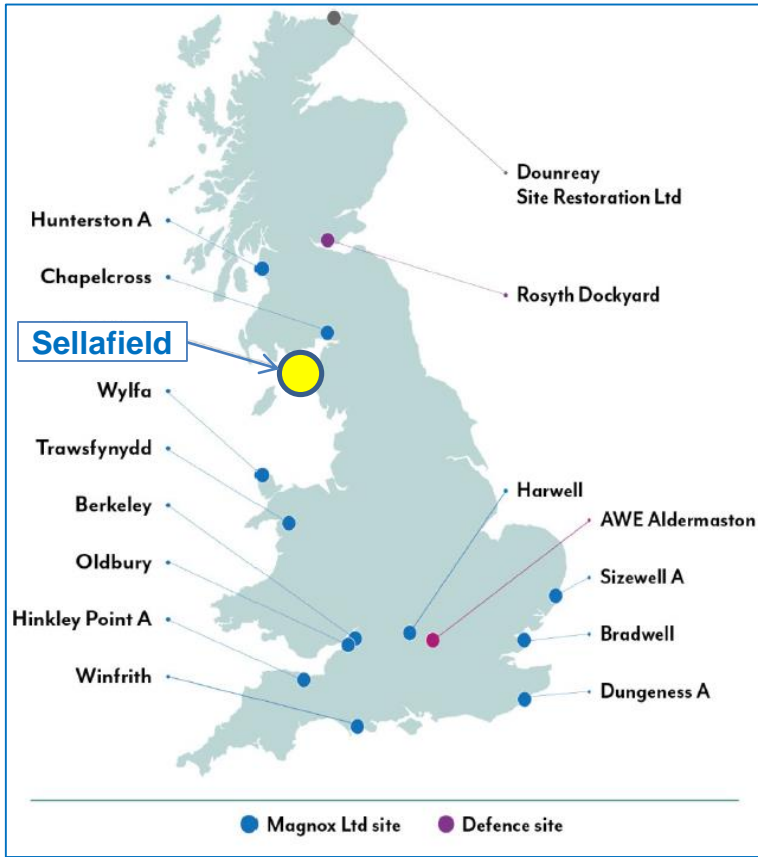 Dounreay
Site Restoration Ltd
Hunterston A
Chapelcross
Rosyth Dockyard
Sellafield
Wylfa
Trawsfynydd
Berkeley
Harwell
AWE Aldermaston
Oldbury
Sizewell A
Hinkley Point A
Bradwell
Winfrith
Dungeness A
Magnox Ltd site
Defence site